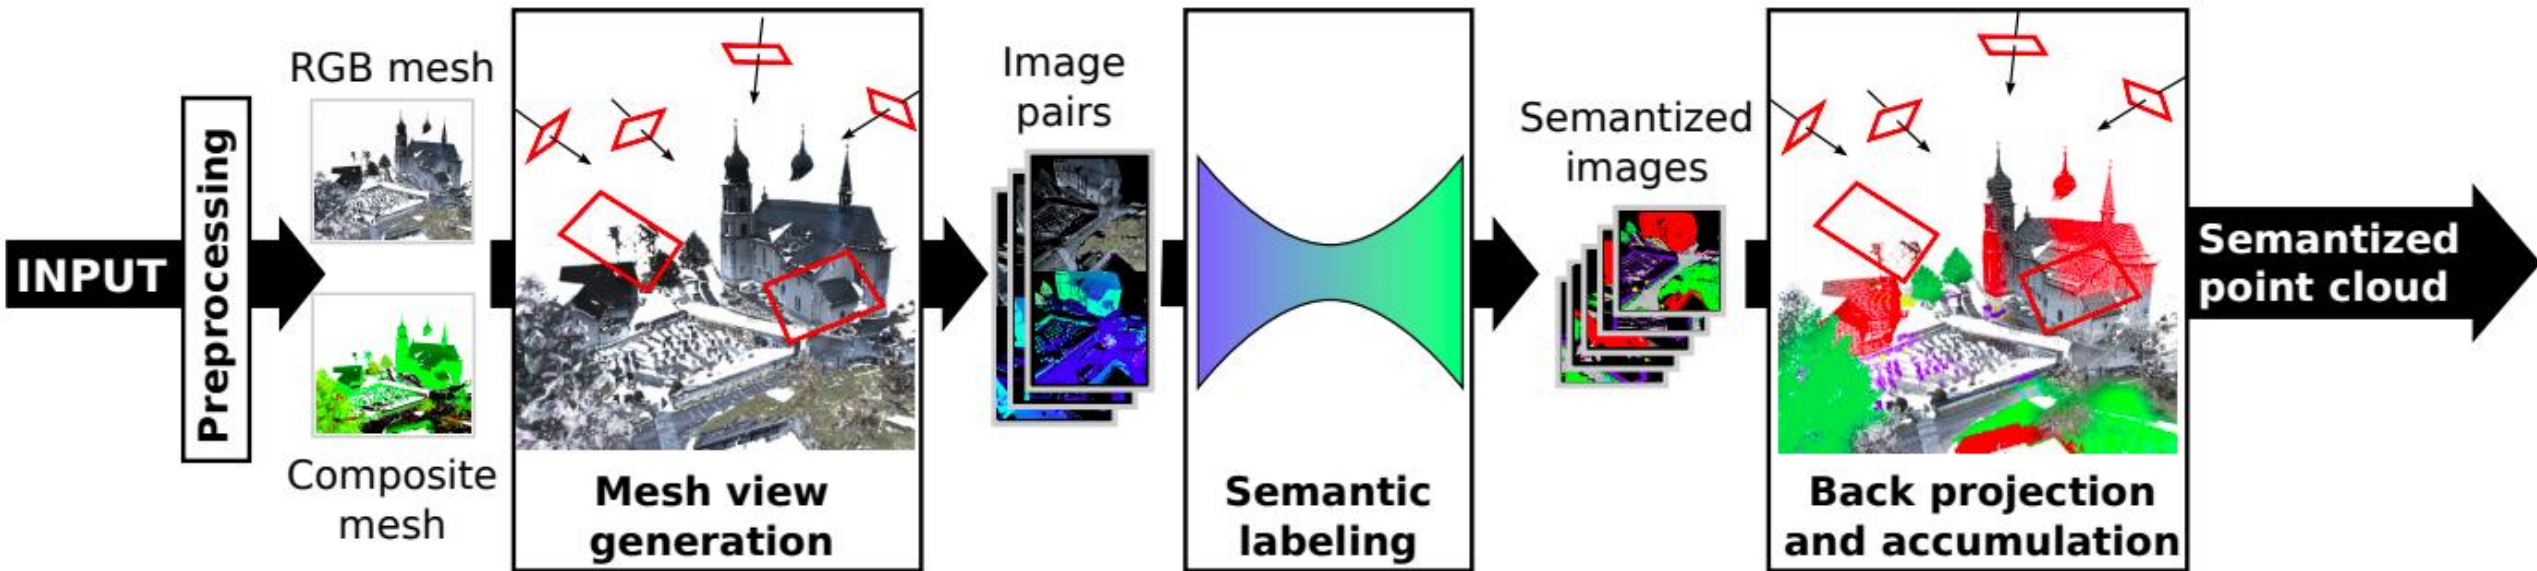 INPUT
Preprocessing
RGB mesh
Composite
mesh
Mesh view
generation
Image
pairs
Semantic
labeling
Semantized
images
Back projection
and accumulation
Semantized
point cloud